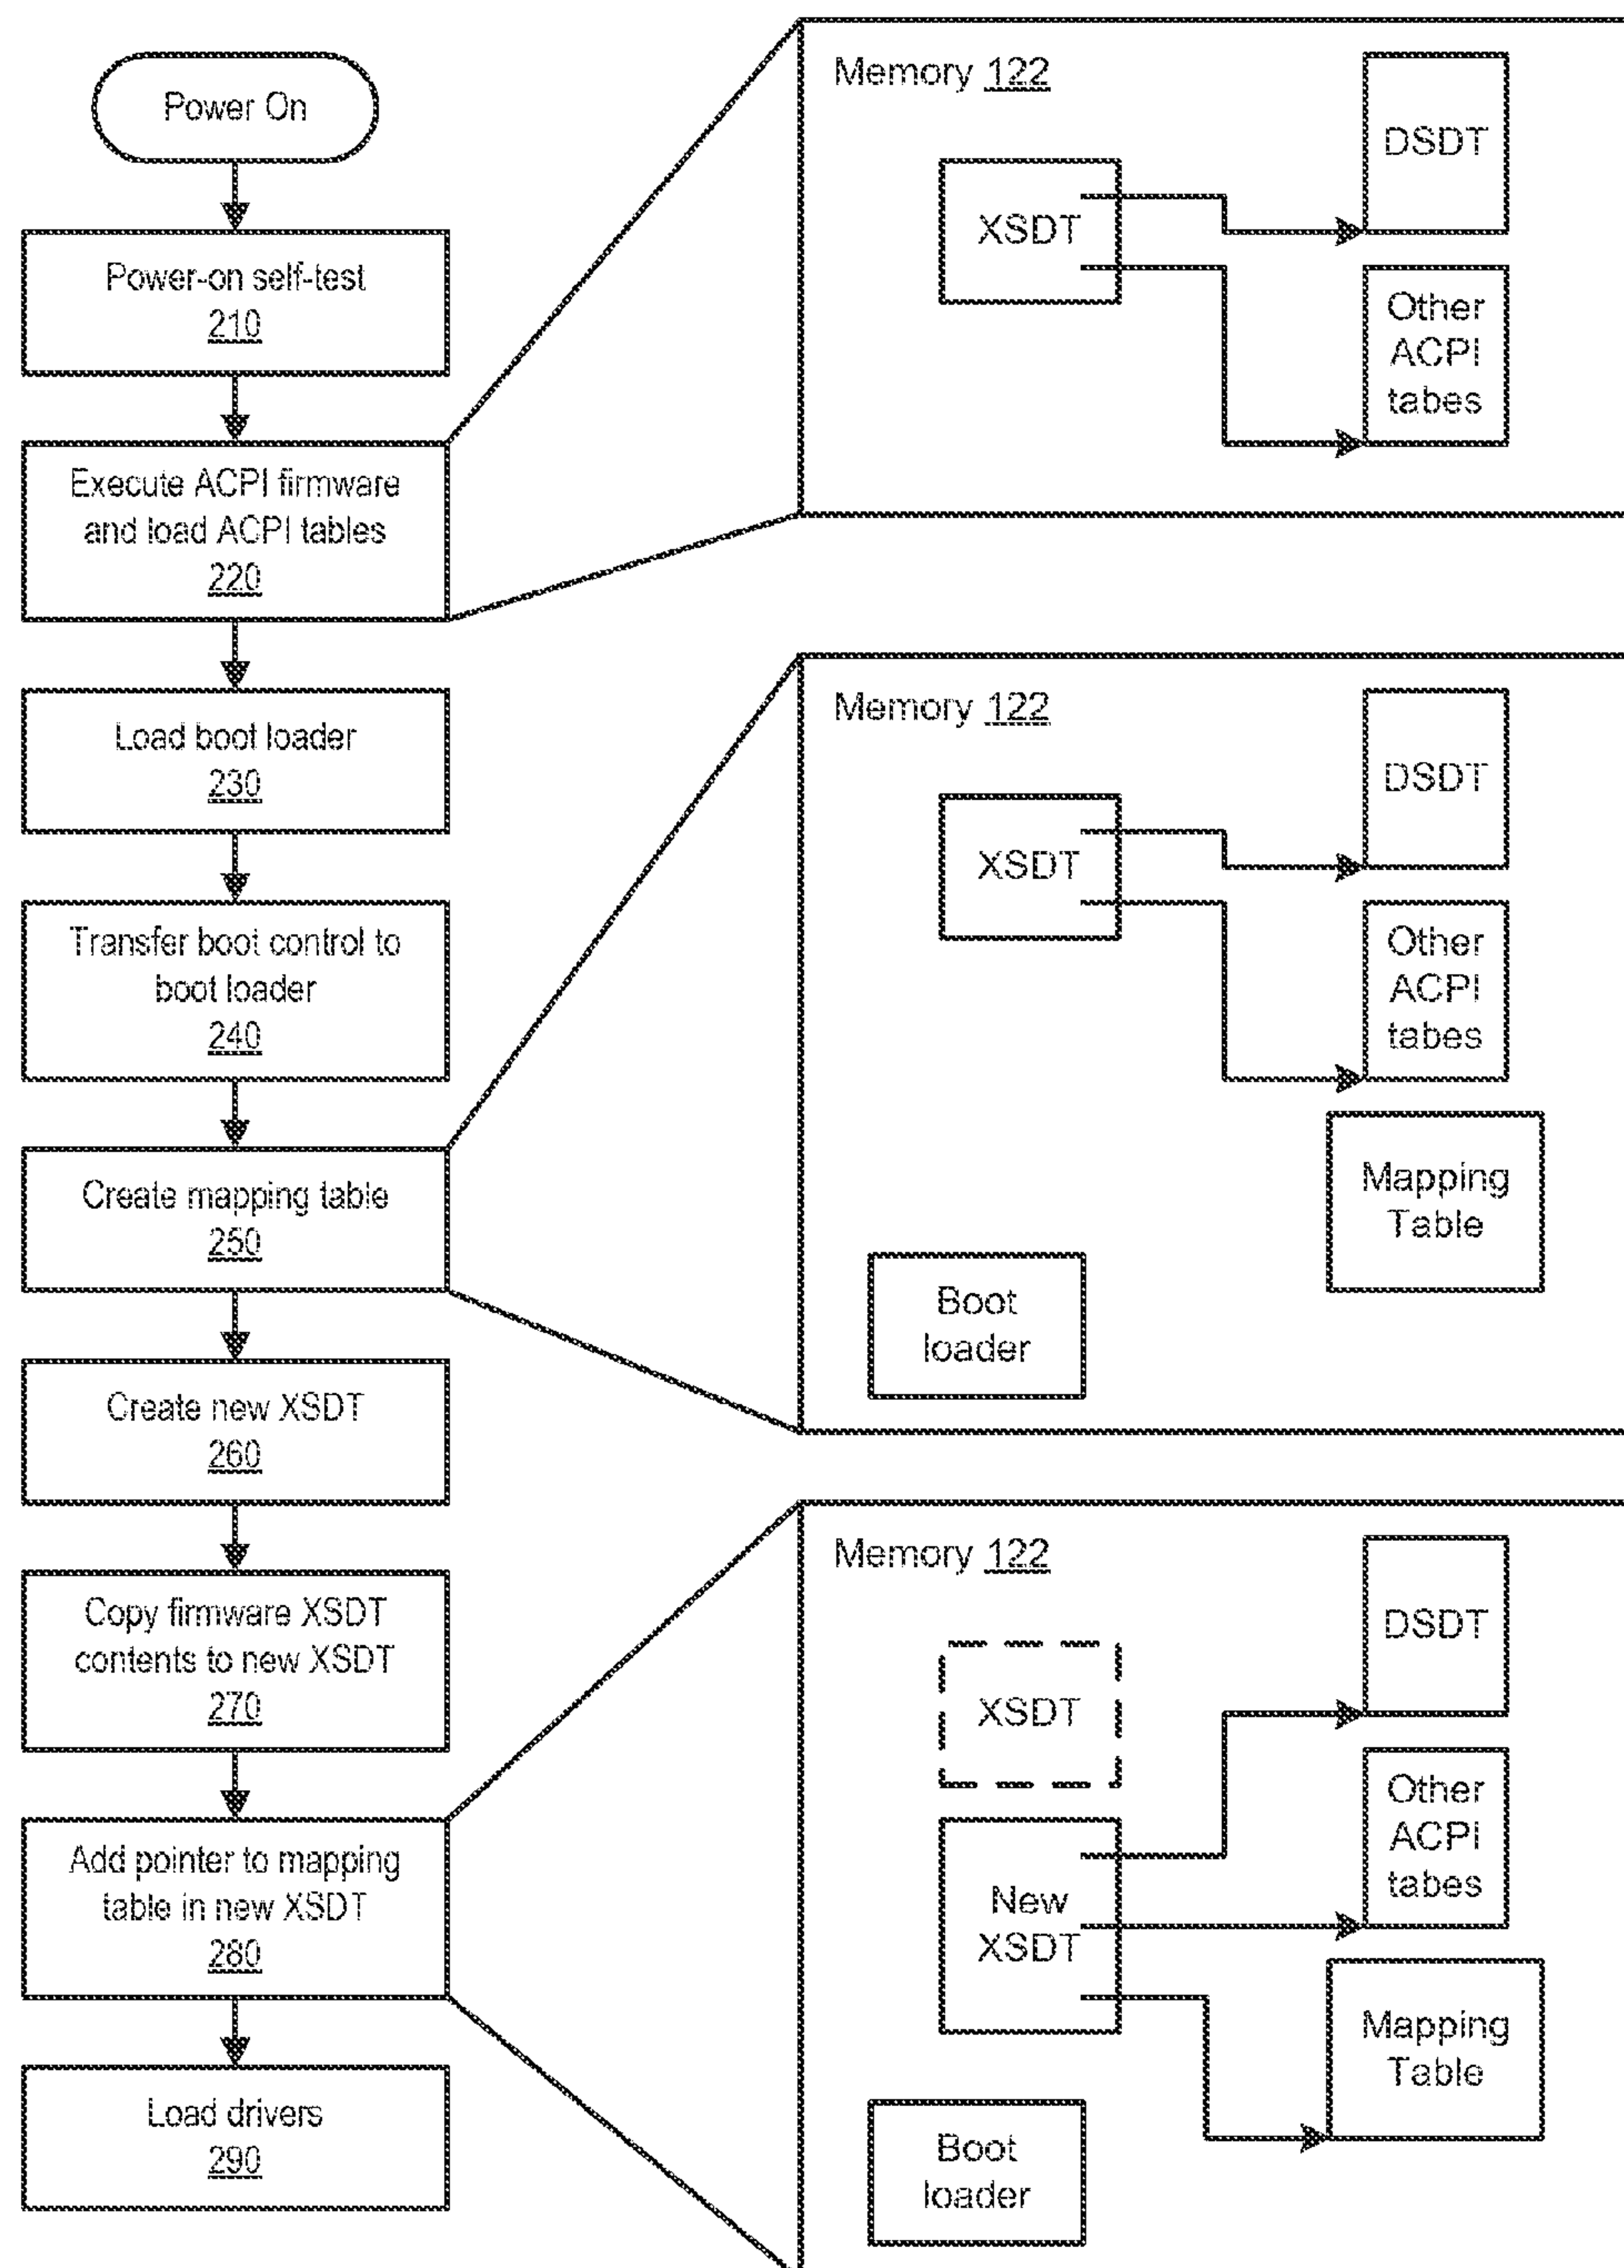 Power On
Power-on self-test
210
Execute ACPI firmware
and load ACPI tables
220
Load boot loader
230
Transfer boot control to
boot loader
240
Create mapping table
250
Create new XSDT
260
Copy firmware XSDT
contents to new XSDT
270
Add pointer to mapping
table in new XSDT
280
Load drivers
290
Memory 122
DSDT
XSDT
Other
ACPI
tabes
Memory 122
DSDT
XSDT
Other
ACPI
tabes
Mapping
Table
Boot
loader
Memory 122
DSDT
XSDT
Other
ACPI
tabes
New
XSDT
Mapping
Table
Boot
loader